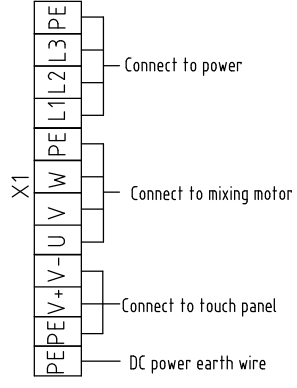 PE
L3
L2
L1
Connect to power
PE
W
V
U
Connect to mixing motor
X1
V-
V+
PE
Connect to touch panel
PE
DC power earth wire